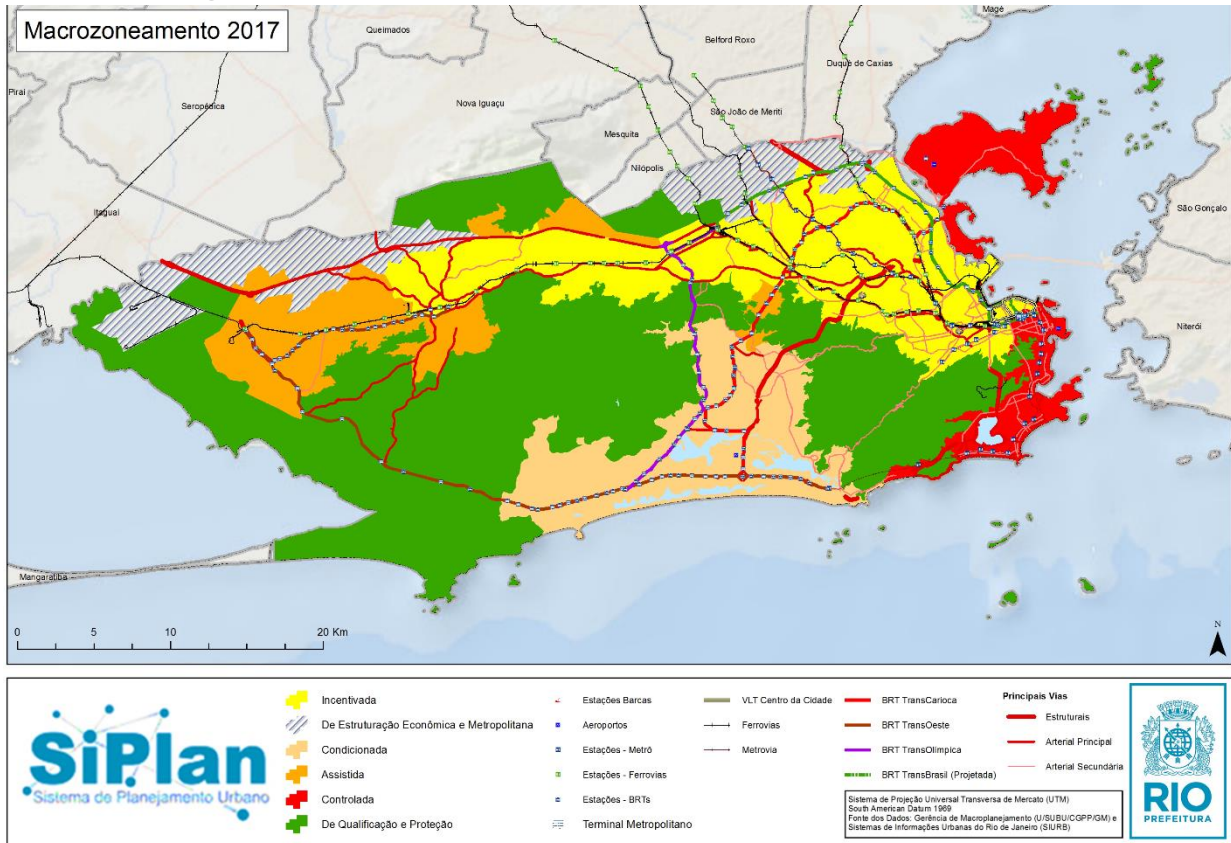 Macrozoneamento 2017
Magé
Queimados
Belford Roxo
Duque de Caxias
Piraí
Seropédica
Nova Iguaçu
São João de Meriti
Mesquita
Nilópolis
Itaguaí
São Gonçalo
Niterói
Mangaratiba
0 5 10 20 Km
N
SiPlan
Sistema de Planejamento Urbano
Incentivada
De Estruturação Econômica e Metropolitana
Condicionada
Assistida
Controlada
De Qualificação e Proteção
Estações Barcas
Aeroportos
Estações - Metrô
Estações - Ferrovias
Estações - BRTs
Terminal Metropolitano
VLT Centro da Cidade
Ferrovias
Metrovia
BRT TransCarioca
BRT TransOeste
BRT TransOlímpica
BRT TransBrasil (Projetada)
Principais Vias
Estruturais
Arterial Principal
Arterial Secundária
Sistema de Projeção Universal Transversa de Mercato (UTM)
South American Datum 1969
Fonte dos Dados: Gerência de Macroplanejamento (U/SUBU/CGPP/GM) e
Sistemas de Informações Urbanas do Rio de Janeiro (SIURB)
RIO
PREFEITURA